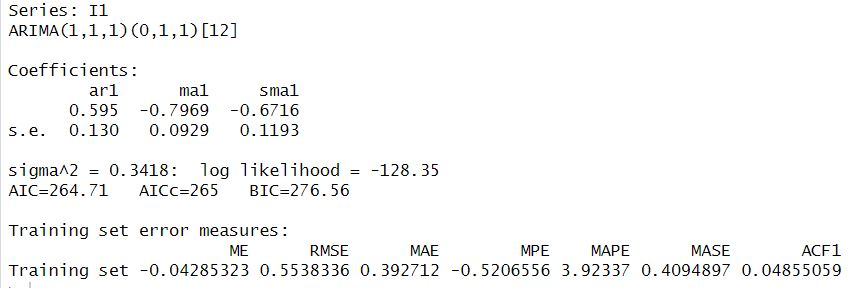 Series: I1
ARIMA(1,1,1)(0,1,1)[12]
Coefficients:
ar1 ma1 sma1
0.595 -0.7969 -0.6716
s.e. 0.130 0.0929 0.1193
sigma^2 = 0.3418: log likelihood = -128.35
AIC=264.71 AICc=265 BIC=276.56
Training set error measures:
ME RMSE MAE MPE MAPE MASE ACF1
Training set -0.04285323 0.5538336 0.392712 -0.5206556 3.92337 0.4094897 0.04855059